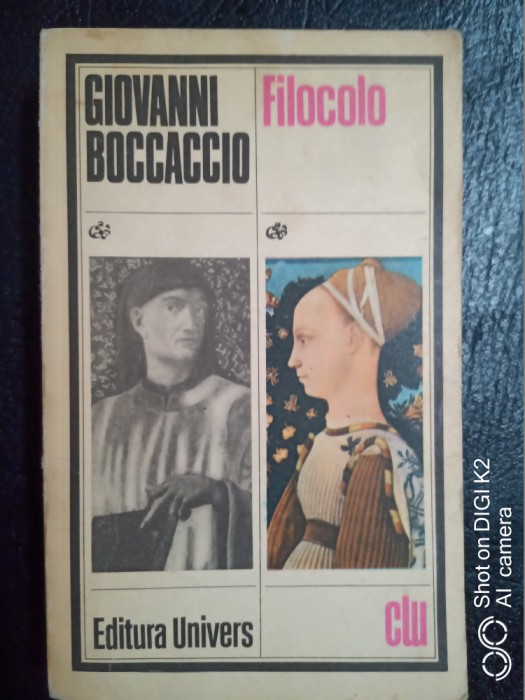 GIOVANNI
BOCCACCIO
Filocolo
Editura Univers
clu
Shot on DIGI K2
AI camera